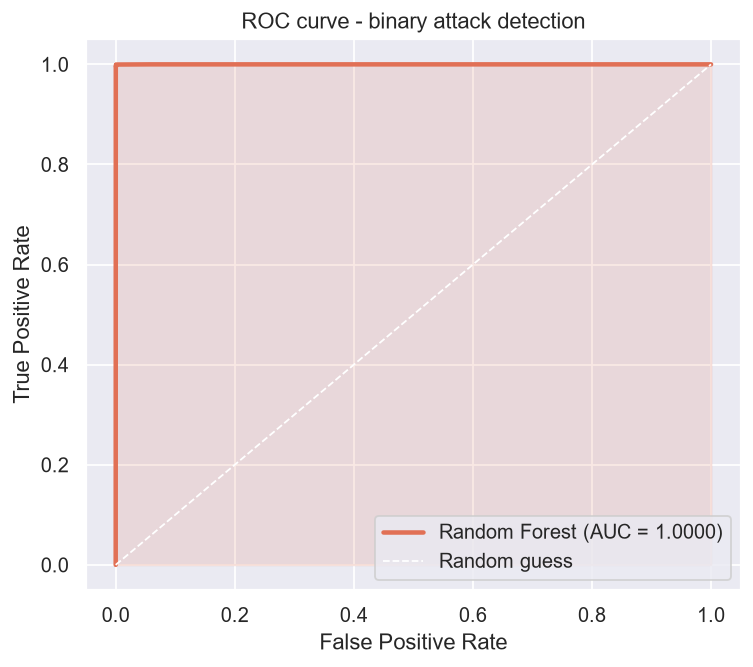 ROC curve - binary attack detection
True Positive Rate
1.0
0.8
0.6
0.4
0.2
0.0
Random Forest (AUC = 1.0000)
Random guess
0.0 0.2 0.4 0.6 0.8 1.0
False Positive Rate